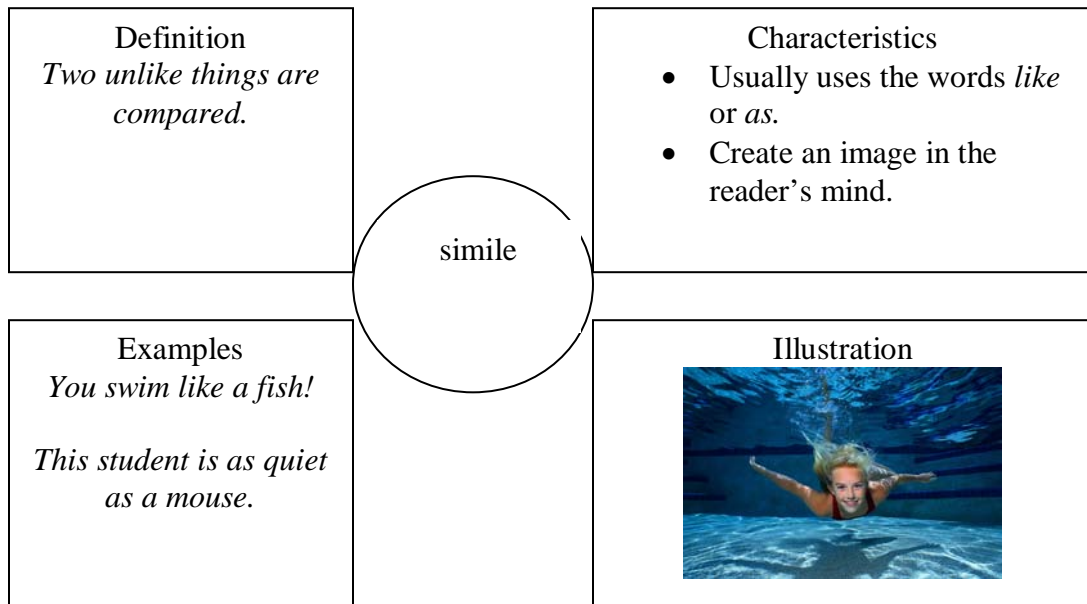 Definition
Two unlike things are
compared.
Characteristics
• Usually uses the words like
or as.
• Create an image in the
reader’s mind.
simile
Examples
You swim like a fish!
This student is as quiet
as a mouse.
Illustration